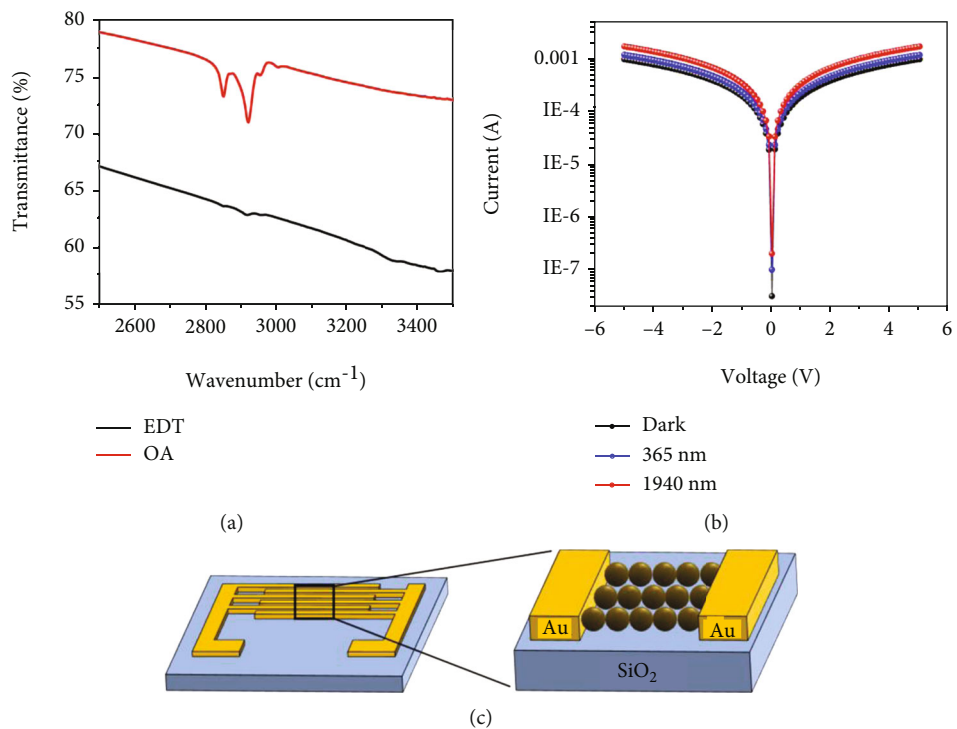 80
75
70
65
60
55
Transmittance (%)
2600 2800 3000 3200 3400
Wavenumber (cm-1)
EDT
OA
(a)
0.001
IE-4
IE-5
IE-6
IE-7
Current (A)
−6 −4 −2 0 2 4 6
Voltage (V)
Dark
365 nm
1940 nm
(b)
Au Au
SiO2
(c)